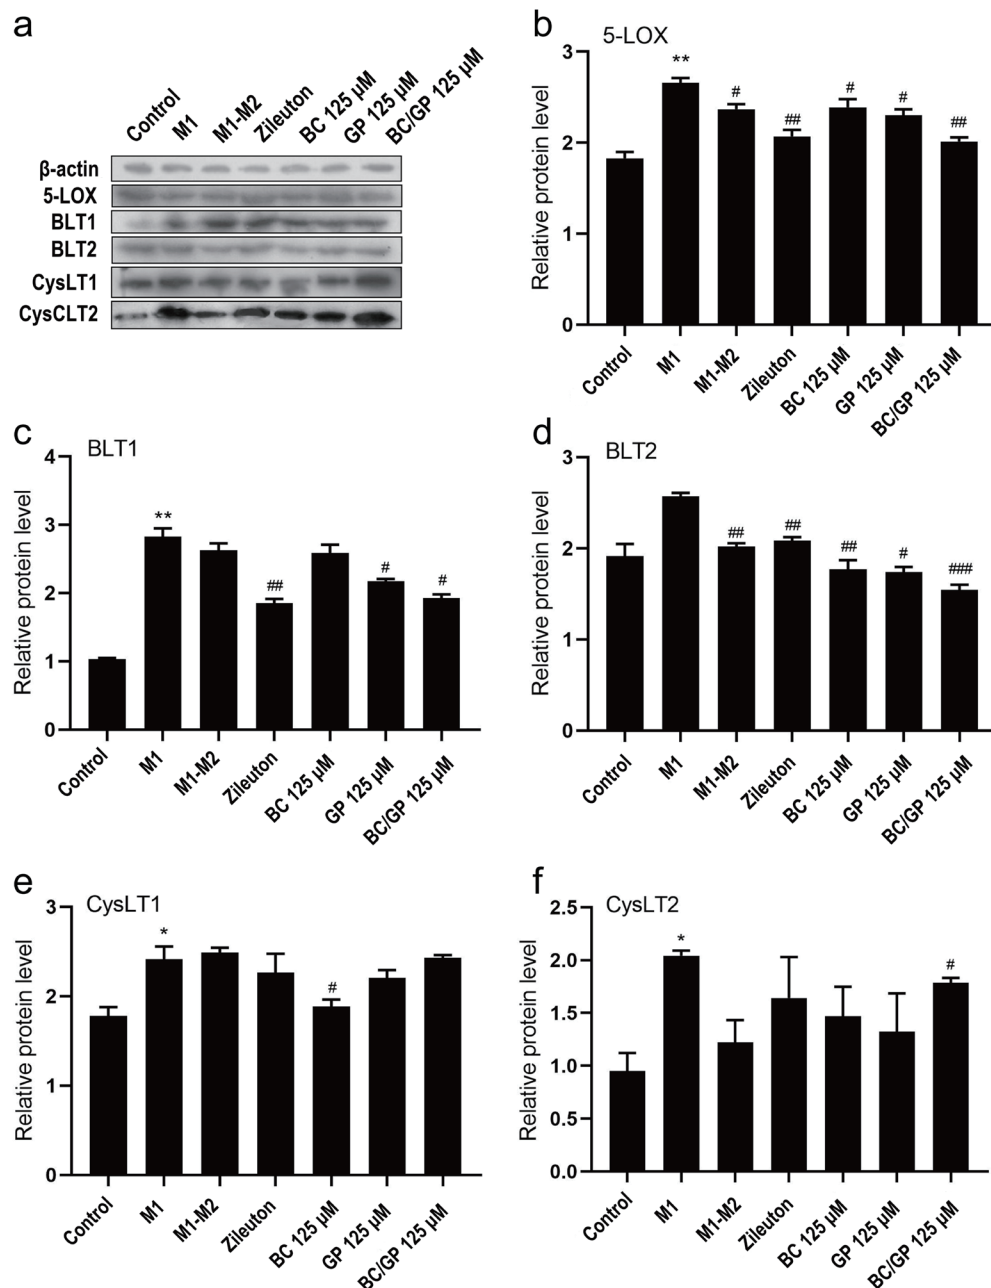 a
Control
M1
M1-M2
Zileuton
BC 125 µM
GP 125 µM
BC/GP 125 µM
β-actin
5-LOX
BLT1
BLT2
CysLT1
CysCLT2
b
5-LOX
Relative protein level
3
2
1
0
**
#
##
#
#
##
Control
M1
M1-M2
Zileuton
BC 125 µM
GP 125 µM
BC/GP 125 µM
c
BLT1
Relative protein level
4
3
2
1
0
**
##
#
#
Control
M1
M1-M2
Zileuton
BC 125 µM
GP 125 µM
BC/GP 125 µM
d
BLT2
Relative protein level
3
2
1
0
##
##
##
#
###
Control
M1
M1-M2
Zileuton
BC 125 µM
GP 125 µM
BC/GP 125 µM
e
CysLT1
Relative protein level
3
2
1
0
*
#
Control
M1
M1-M2
Zileuton
BC 125 µM
GP 125 µM
BC/GP 125 µM
f
CysLT2
Relative protein level
2.5
2.0
1.5
1.0
0.5
0.0
*
#
Control
M1
M1-M2
Zileuton
BC 125 µM
GP 125 µM
BC/GP 125 µM